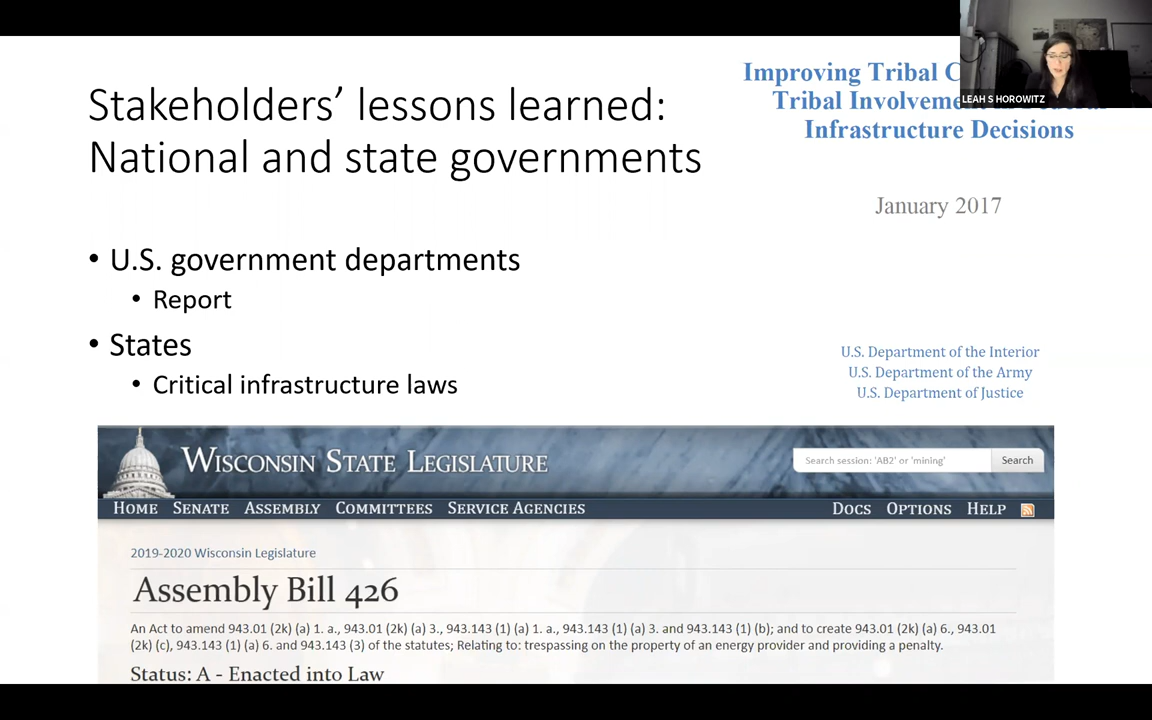 Improving Tribal C
Tribal Involveme
Infrastructure Decisions
LEAH S HOROWITZ
Stakeholders’ lessons learned:
National and state governments
January 2017
• U.S. government departments
• Report
• States
• Critical infrastructure laws
U.S. Department of the Interior
U.S. Department of the Army
U.S. Department of Justice
WISCONSIN STATE LEGISLATURE
Search session: 'AB2' or 'mining' Search
HOME SENATE ASSEMBLY COMMITTEES SERVICE AGENCIES DOCS OPTIONS HELP
2019-2020 Wisconsin Legislature
Assembly Bill 426
An Act to amend 943.01 (2k) (a) 1. a., 943.01 (2k) (a) 3., 943.143 (1) (a) 1. a., 943.143 (1) (a) 3. and 943.143 (1) (b); and to create 943.01 (2k) (a) 6., 943.01
(2k) (c), 943.143 (1) (a) 6. and 943.143 (3) of the statutes; Relating to: trespassing on the property of an energy provider and providing a penalty.
Status: A - Enacted into Law